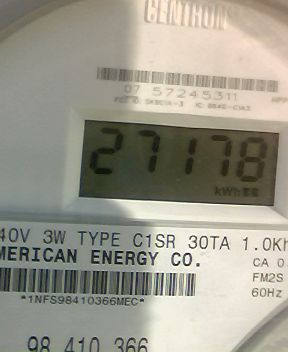 CENTRON
07 57245311
27178
kWh
40V 3W TYPE C1SR 30TA 1.0Kh
MERICAN ENERGY CO.
CA 0
FM2S
*1NFS98410366MEC*
60Hz
98 410 366